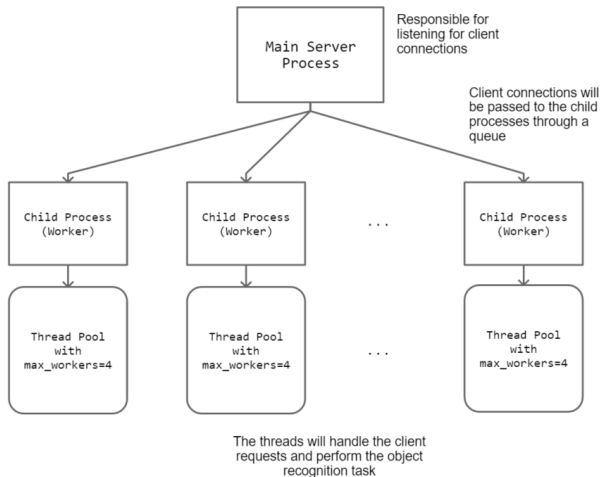 Main Server
Process
Responsible for
listening for client
connections
Client connections will
be passed to the child
processes through a
queue
Child Process
(Worker)
Child Process
(Worker)
...
Child Process
(Worker)
Thread Pool
with
max_workers=4
Thread Pool
with
max_workers=4
...
Thread Pool
with
max_workers=4
The threads will handle the client
requests and perform the object
recognition task